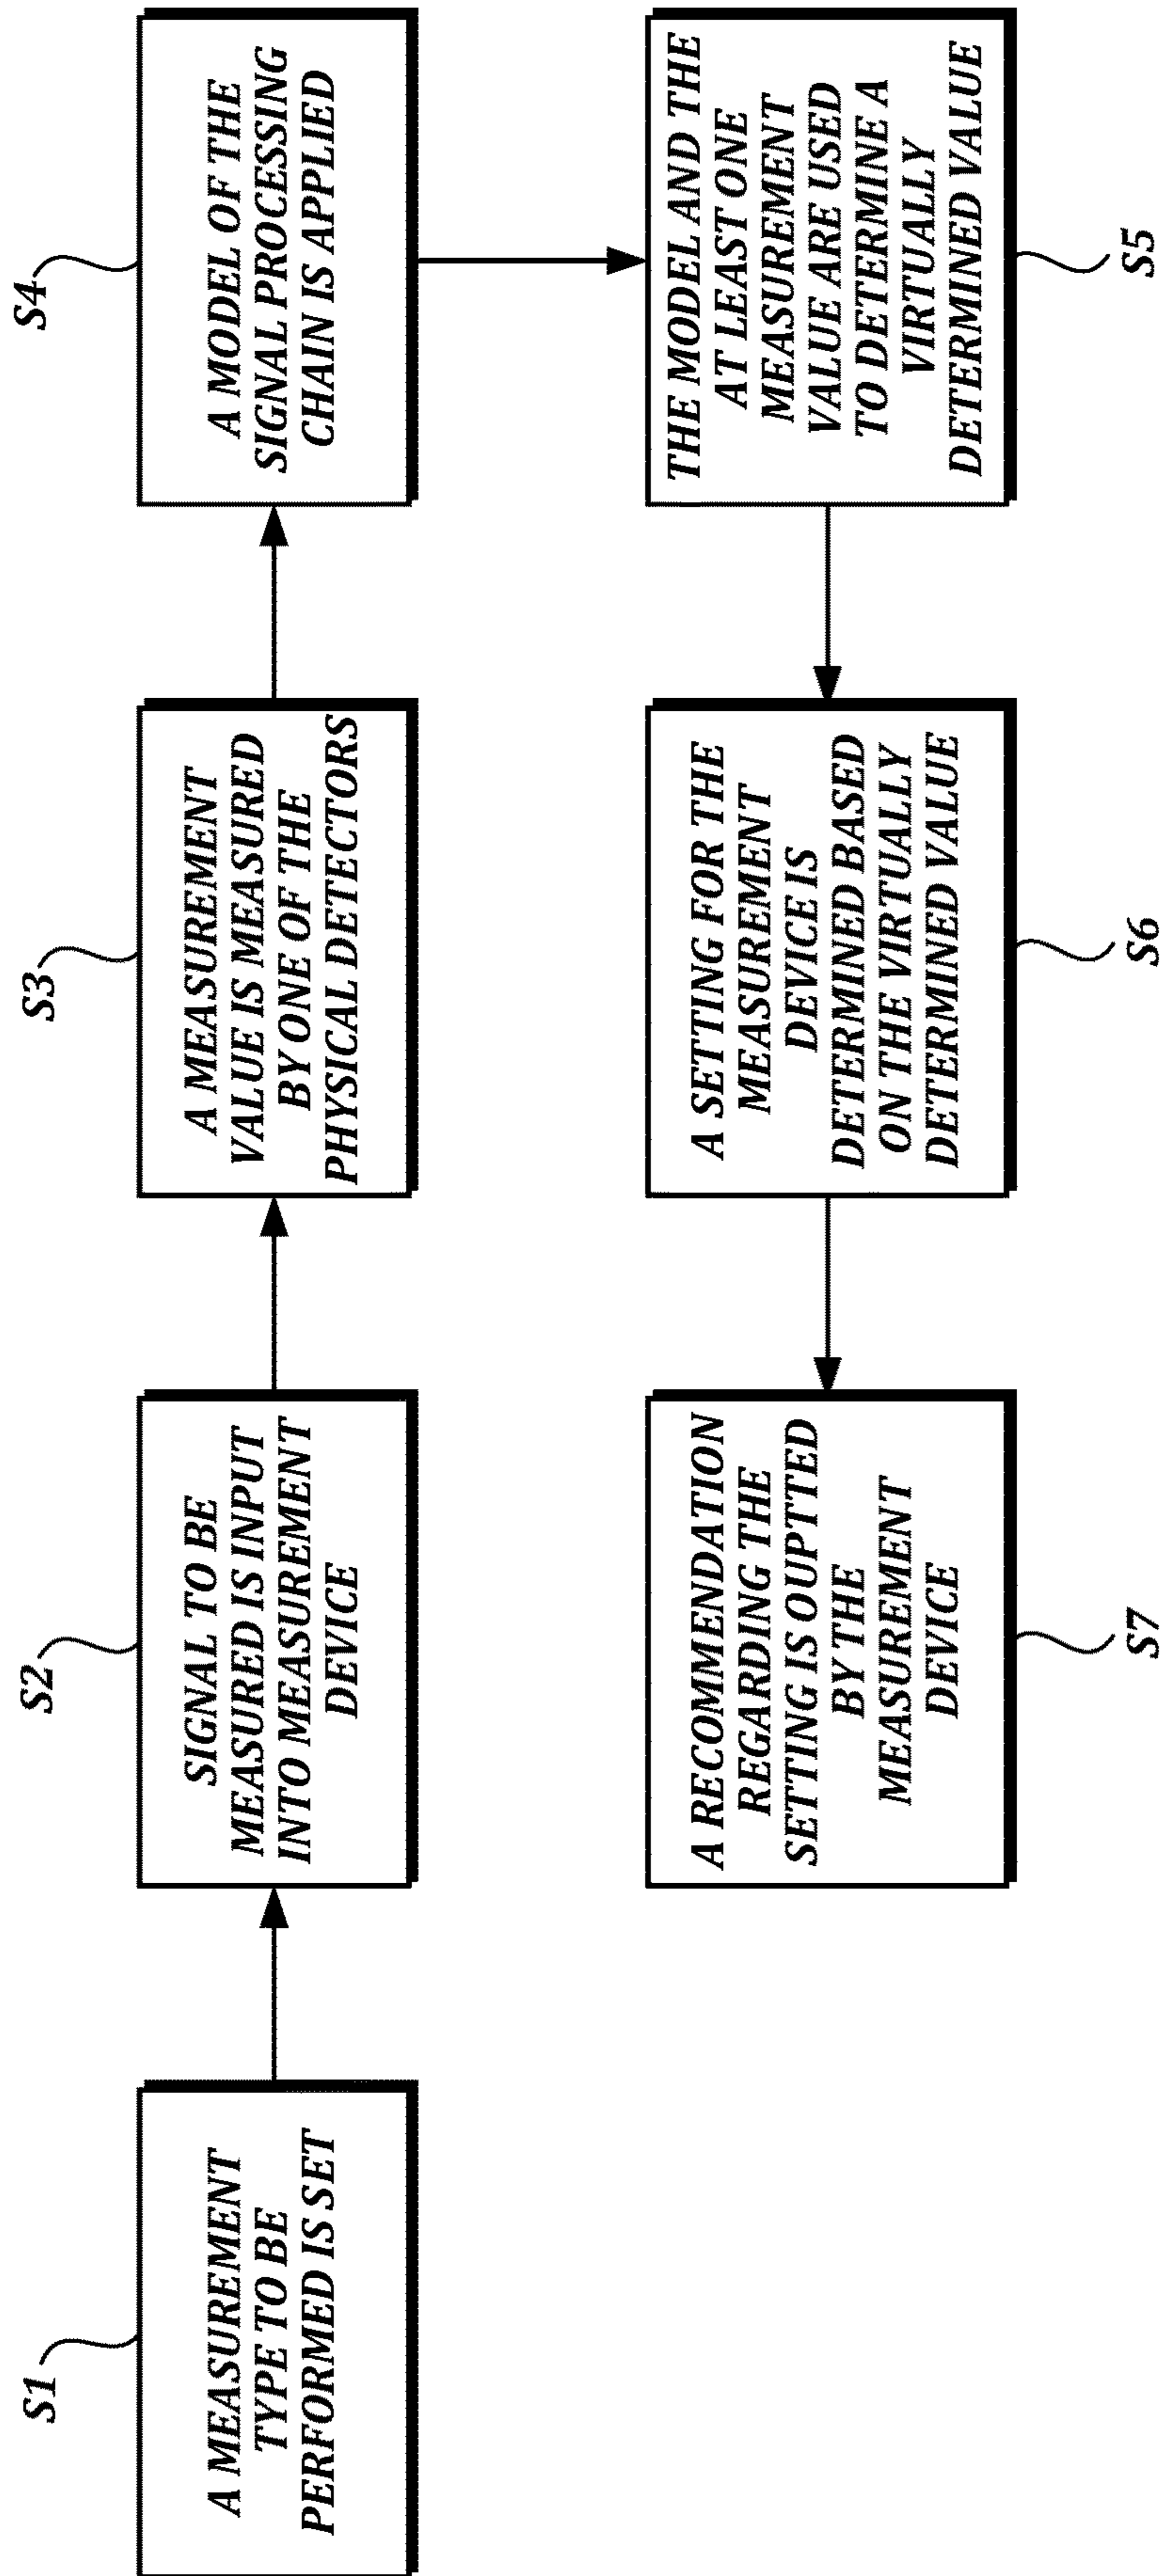 S1
A MEASUREMENT
TYPE TO BE
PERFORMED IS SET
S2
SIGNAL TO BE
MEASURED IS INPUT
INTO MEASUREMENT
DEVICE
S3
A MEASUREMENT
VALUE IS MEASURED
BY ONE OF THE
PHYSICAL DETECTORS
S4
A MODEL OF THE
SIGNAL PROCESSING
CHAIN IS APPLIED
THE MODEL AND THE
AT LEAST ONE
MEASUREMENT
VALUE ARE USED
TO DETERMINE A
VIRTUALLY
DETERMINED VALUE
S5
A SETTING FOR THE
MEASUREMENT
DEVICE IS
DETERMINED BASED
ON THE VIRTUALLY
DETERMINED VALUE
S6
A RECOMMENDATION
REGARDING THE
SETTING IS OUPTTED
BY THE
MEASUREMENT
DEVICE
S7